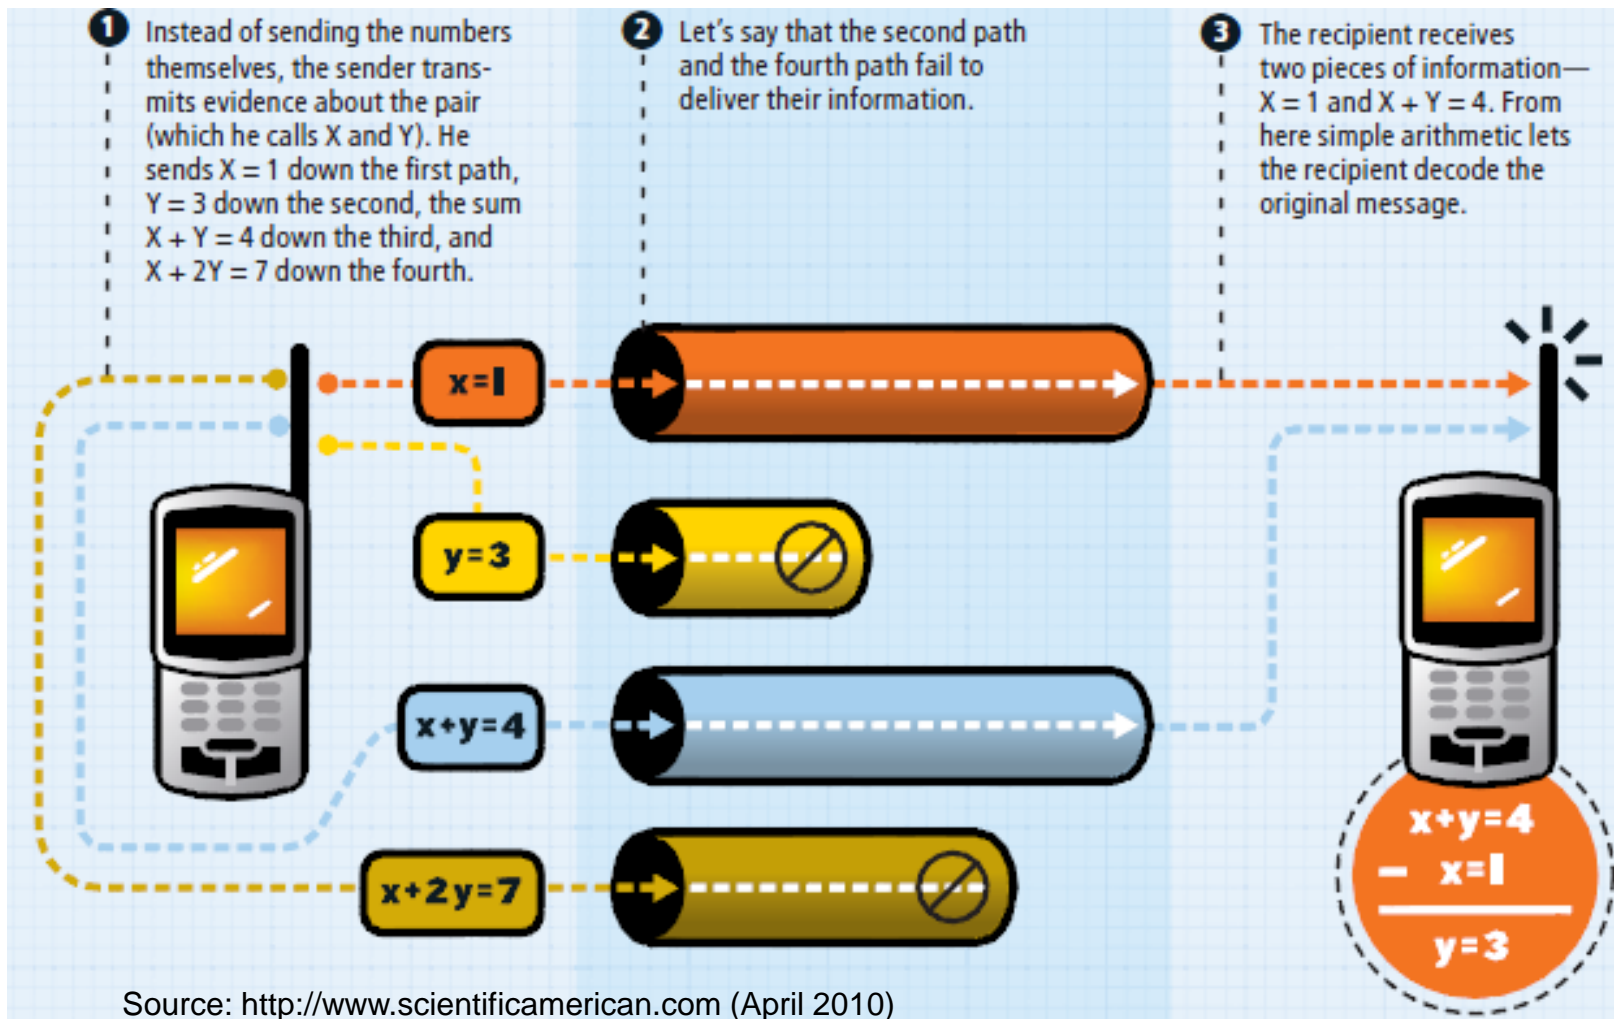 1 Instead of sending the numbers
themselves, the sender trans-
mits evidence about the pair
(which he calls X and Y). He
sends X = 1 down the first path,
Y = 3 down the second, the sum
X + Y = 4 down the third, and
X + 2Y = 7 down the fourth.
2 Let's say that the second path
and the fourth path fail to
deliver their information.
3 The recipient receives
two pieces of information—
X = 1 and X + Y = 4. From
here simple arithmetic lets
the recipient decode the
original message.
x=1
y=3
x+y=4
x+2y=7
x+y=4
− x=1
y=3
Source: http://www.scientificamerican.com (April 2010)